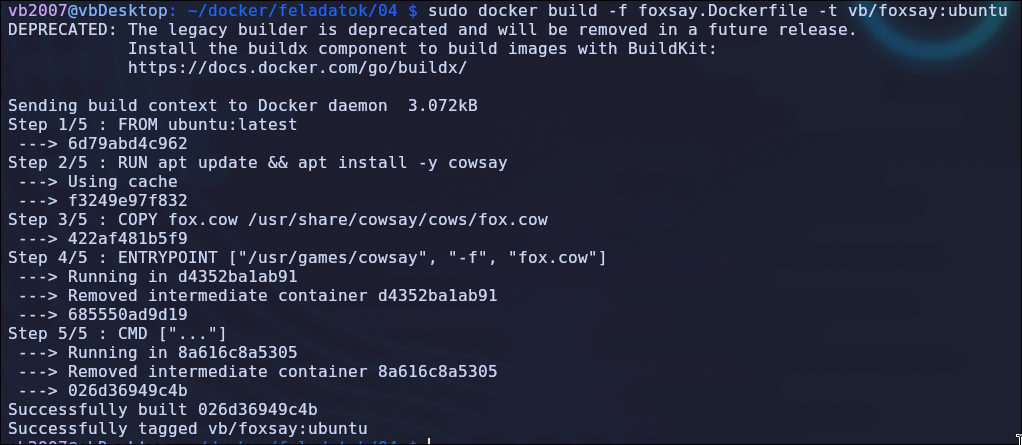 vb2007@vbDesktop: ~/docker/feladatok/04 $ sudo docker build -f foxsay.Dockerfile -t vb/foxsay:ubuntu
DEPRECATED: The legacy builder is deprecated and will be removed in a future release.
            Install the buildx component to build images with BuildKit:
            https://docs.docker.com/go/buildx/

Sending build context to Docker daemon  3.072kB
Step 1/5 : FROM ubuntu:latest
 ---> 6d79abd4c962
Step 2/5 : RUN apt update && apt install -y cowsay
 ---> Using cache
 ---> f3249e97f832
Step 3/5 : COPY fox.cow /usr/share/cowsay/cows/fox.cow
 ---> 422af481b5f9
Step 4/5 : ENTRYPOINT ["/usr/games/cowsay", "-f", "fox.cow"]
 ---> Running in d4352ba1ab91
 ---> Removed intermediate container d4352ba1ab91
 ---> 685550ad9d19
Step 5/5 : CMD ["..."]
 ---> Running in 8a616c8a5305
 ---> Removed intermediate container 8a616c8a5305
 ---> 026d36949c4b
Successfully built 026d36949c4b
Successfully tagged vb/foxsay:ubuntu